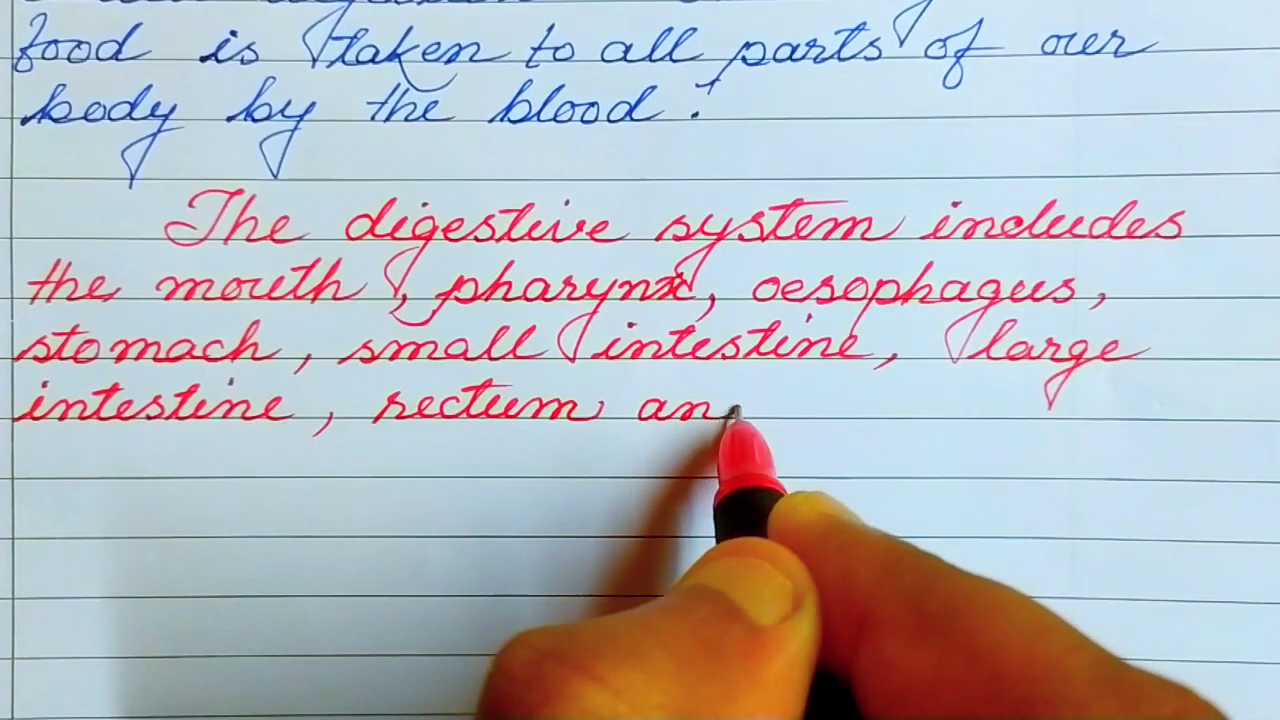 food is taken to all parts of our
body by the blood.
The digestive system includes
the mouth, pharynx, oesophagus,
stomach, small intestine, large
intestine, rectum an